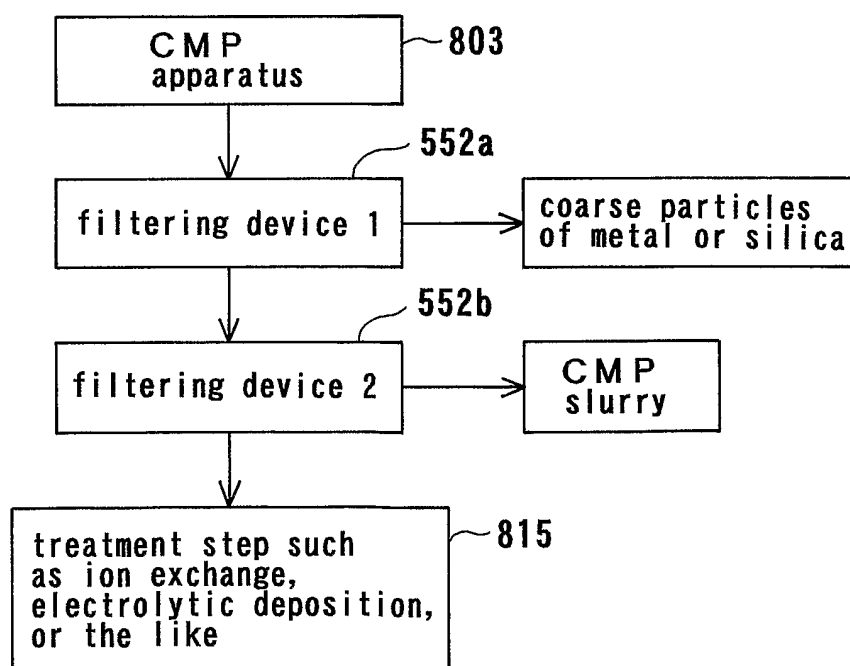 CMP
apparatus
803
552a
filtering device 1
coarse particles
of metal or silica
552b
filtering device 2
CMP
slurry
815
treatment step such
as ion exchange,
electrolytic deposition,
or the like